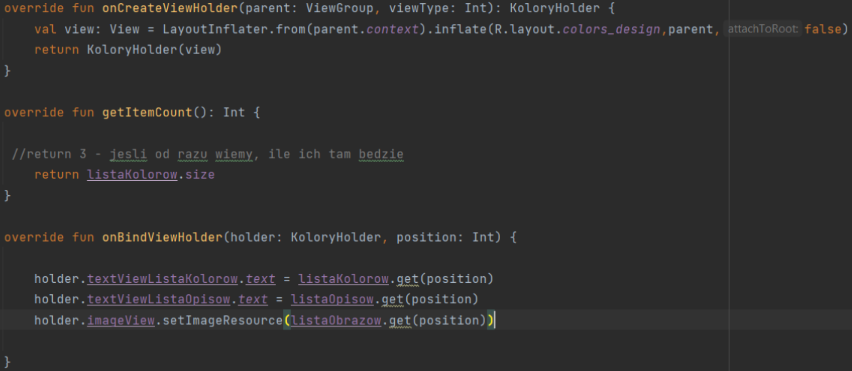 override fun onCreateViewHolder(parent: ViewGroup, viewType: Int): KoloryHolder {
val view: View = LayoutInflater.from(parent.context).inflate(R.layout.colors_design,parent, attachToRoot: false)
return KoloryHolder(view)
}
override fun getItemCount(): Int {
//return 3 - jesli od razu wiemy, ile ich tam bedzie
return listaKolorow.size
}
override fun onBindViewHolder(holder: KoloryHolder, position: Int) {
holder.textViewListaKolorow.text = listaKolorow.get(position)
holder.textViewListaOpisow.text = listaOpisow.get(position)
holder.imageView.setImageResource(listaObrazow.get(position))
}